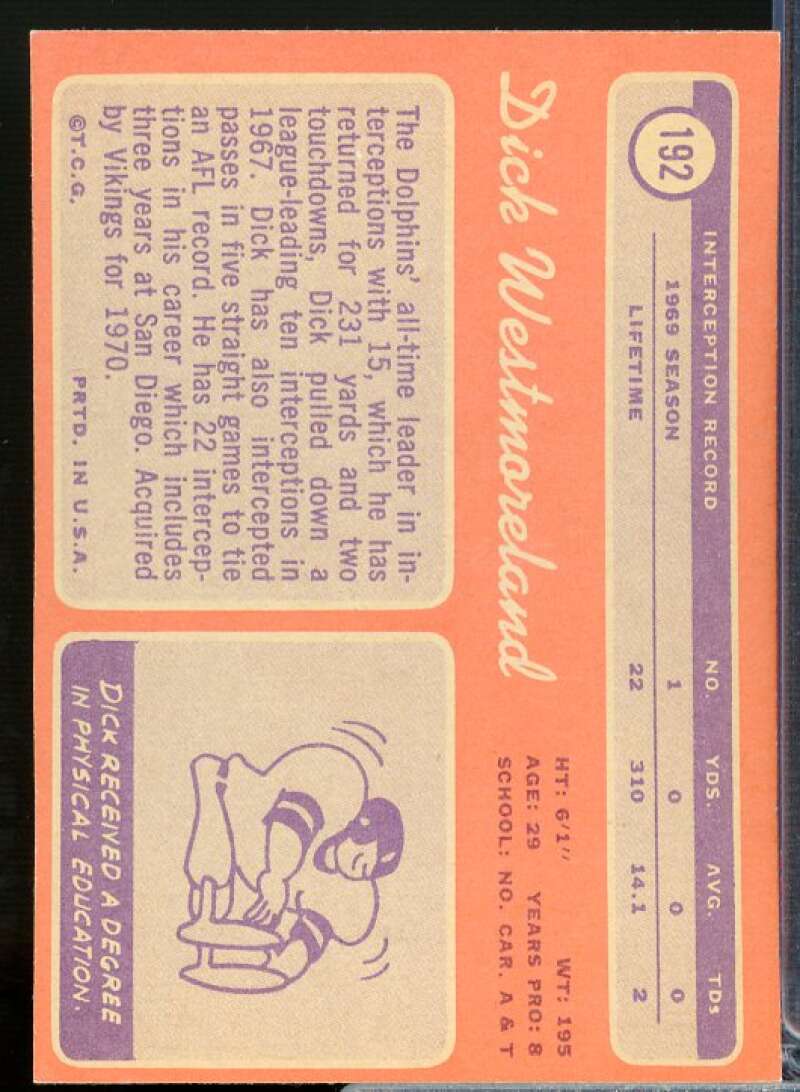 192
INTERCEPTION RECORD NO. YDS. AVG. TDs
1969 SEASON 1 0 0 0
LIFETIME 22 310 14.1 2
Dick Westmoreland
HT: 6'1" WT: 195
AGE: 29 YEARS PRO: 8
SCHOOL: NO. CAR. A & T
The Dolphins' all-time leader in in-
terceptions with 15, which he has
returned for 231 yards and two
touchdowns, Dick pulled down a
league-leading ten interceptions in
1967. Dick has also intercepted
passes in five straight games to tie
an AFL record. He has 22 intercep-
tions in his career which includes
three years at San Diego. Acquired
by Vikings for 1970.
©T.C.G. PRTD. IN U.S.A.
DICK RECEIVED A DEGREE
IN PHYSICAL EDUCATION.